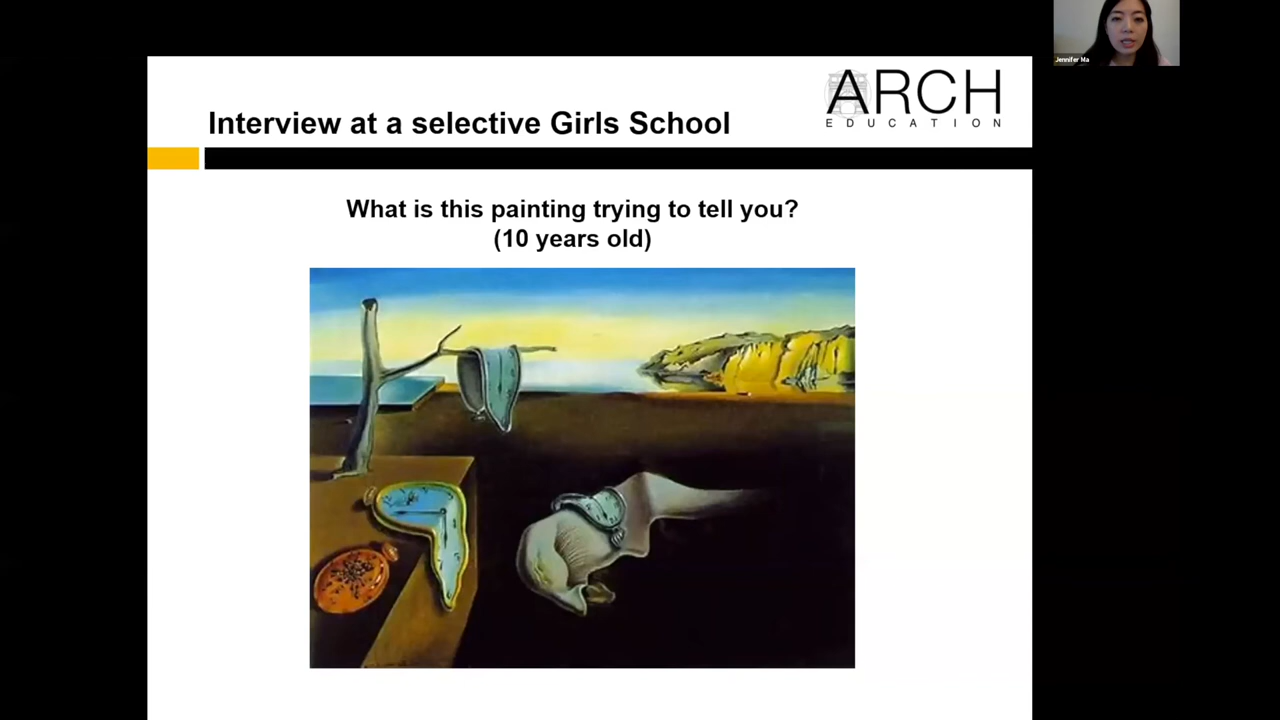 Jennifer Ma
ARCH
EDUCATION
Interview at a selective Girls School
What is this painting trying to tell you?
(10 years old)